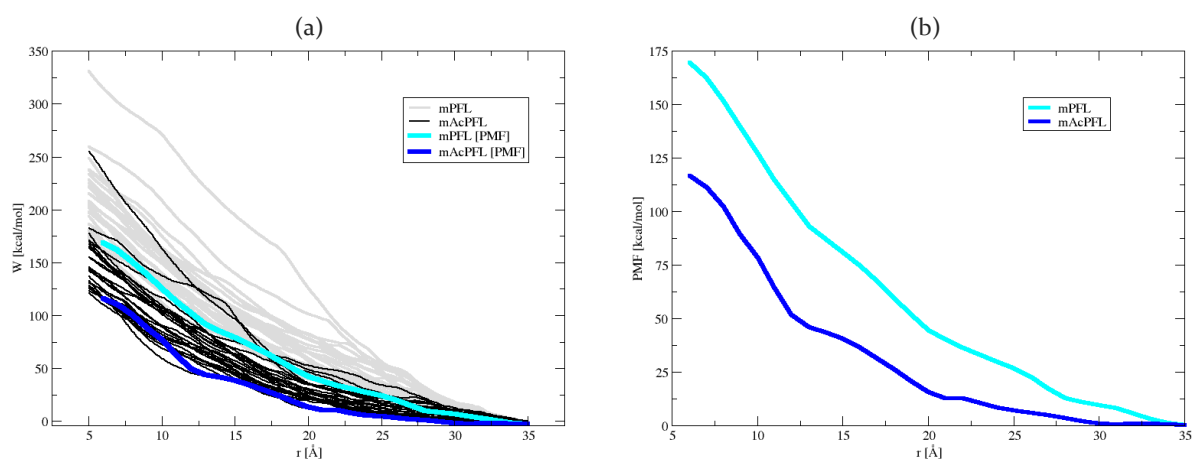 (a)
350
300
250
200
150
100
50
0
W [kcal/mol]
mPFL
mAcPFL
mPFL [PMF]
mAcPFL [PMF]
5 10 15 20 25 30 35
r [Å]
(b)
175
150
125
100
75
50
25
0
PMF [kcal/mol]
mPFL
mAcPFL
5 10 15 20 25 30 35
r [Å]